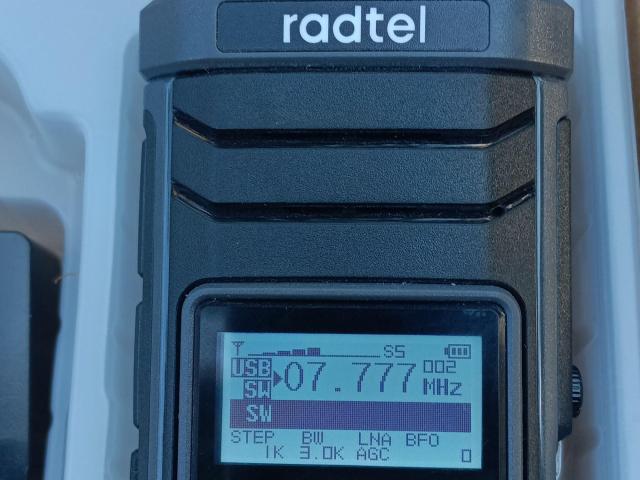 radtel
S5
USB 07.777 002
SW MHz
SW
STEP BW LNA BFO
1K 3.0K AGC 0